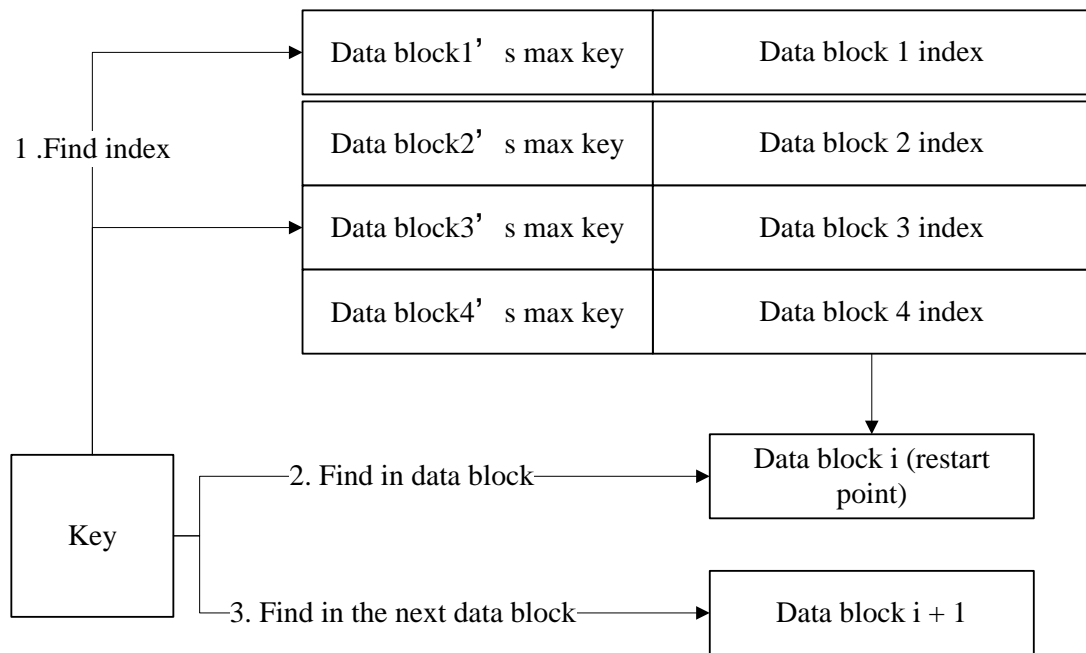 Data block1’ s max key
Data block 1 index
Data block2’ s max key
Data block 2 index
1 .Find index
Data block3’ s max key
Data block 3 index
Data block4’ s max key
Data block 4 index
Data block i (restart
point)
2. Find in data block
Key
3. Find in the next data block
Data block i + 1